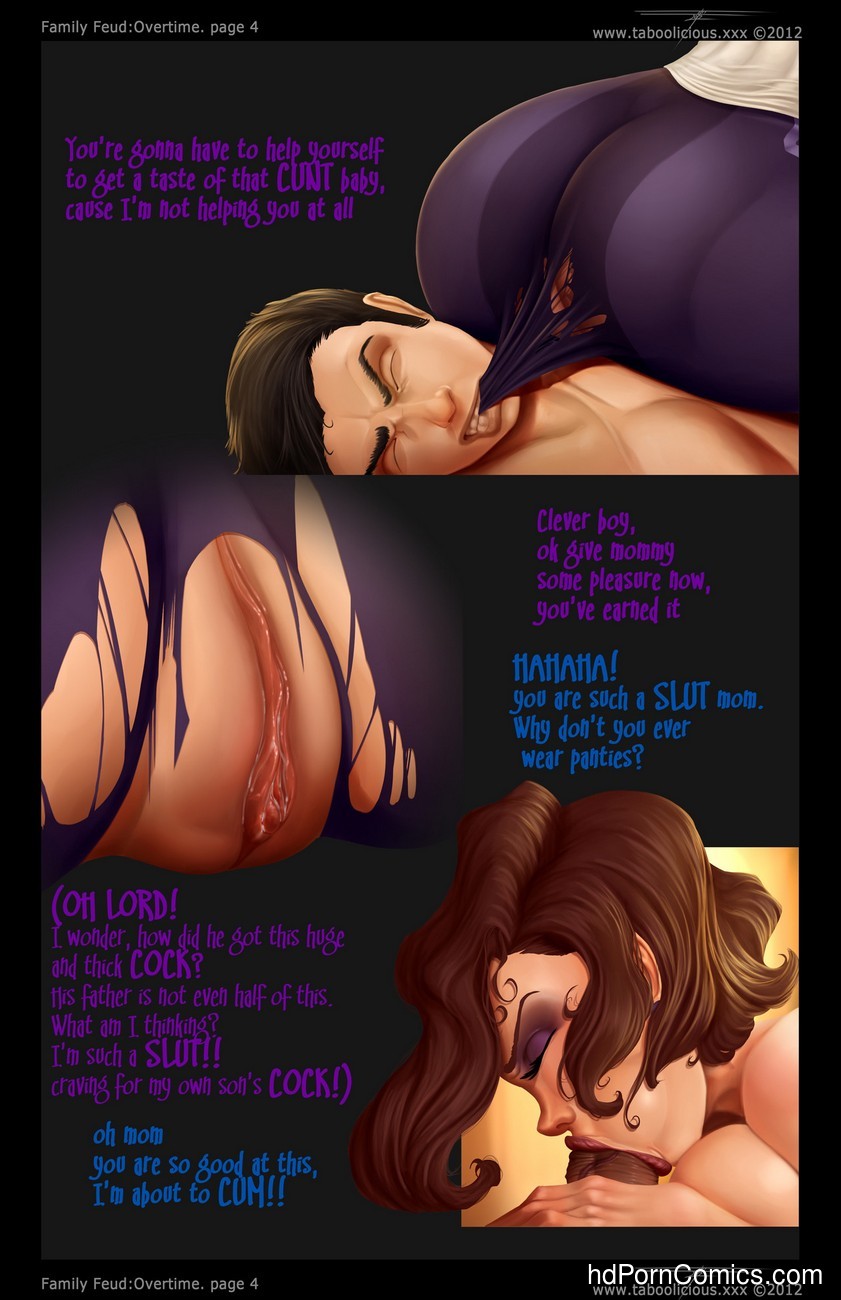 Family Feud:Overtime. page 4
www.taboolicious.xxx ©2012
You're gonna have to help yourself
to get a taste of that CUNT baby,
cause I'm not helping you at all
Clever boy,
ok give mommy
some pleasure now,
you've earned it
HAHAHA!
you are such a SLUT mom.
Why don't you ever
wear panties?
(OH LORD!
I wonder, how did he got this huge
and thick COCK?
His father is not even half of this.
What am I thinking?
I'm such a SLUT!!
craving for my own son's COCK!)
oh mom
you are so good at this,
I'm about to CUM!!
Family Feud:Overtime. page 4
hdPornComics.com
www.taboolicious.xxx ©2012